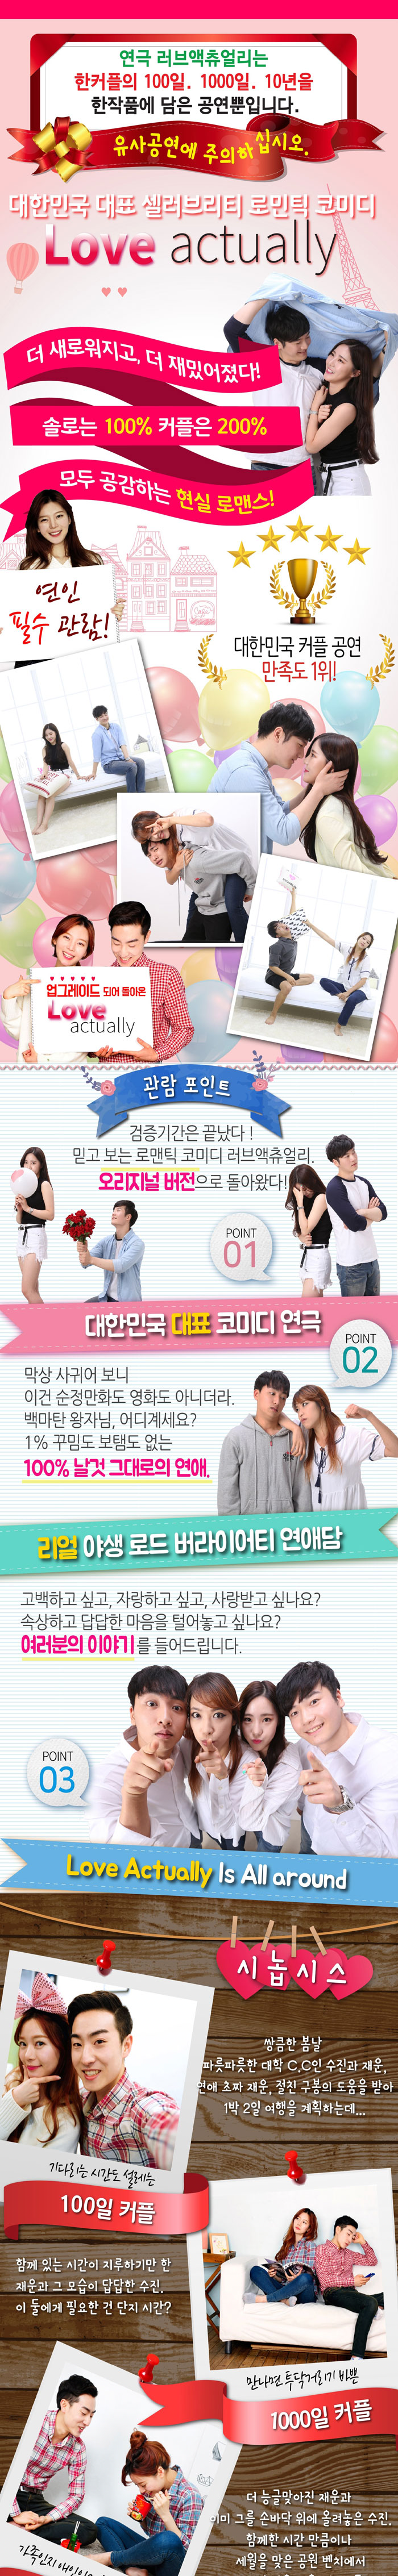 연극 러브액츄얼리는
한커플의 100일. 1000일. 10년을
한작품에 담은 공연뿐입니다.
유사공연에 주의하십시오.
대한민국 대표 셀러브리티 로민틱 코미디
Love actually
더 새로워지고, 더 재밌어졌다!
솔로는 100% 커플은 200%
모두 공감하는 현실 로맨스!
연인
필수 관람!
대한민국 커플 공연
만족도 1위!
업그레이드 되어 돌아온
Love
actually
관람 포인트
검증기간은 끝났다 !
믿고 보는 로맨틱 코미디 러브액츄얼리.
오리지널 버전으로 돌아왔다!
POINT
01
대한민국 대표 코미디 연극
POINT
02
막상 사귀어 보니
이건 순정만화도 영화도 아니더라.
백마탄 왕자님, 어디계세요?
1% 꾸밈도 보탬도 없는
100% 날것 그대로의 연애.
리얼 야생 로드 버라이어티 연애담
고백하고 싶고, 자랑하고 싶고, 사랑받고 싶나요?
속상하고 답답한 마음을 털어놓고 싶나요?
여러분의 이야기를 들어드립니다.
POINT
03
Love Actually Is All around
시놉시스
쌍큼한 봄날
파릇파릇한 대학 C.C인 수진과 재운,
연애 초짜 재운, 절친 구봉의 도움을 받아
1박 2일 여행을 계획하는데...
기다리는 시간도 설레는
100일 커플
함께 있는 시간이 지루하기만 한
재운과 그 모습이 답답한 수진.
이 둘에게 필요한 건 단지 시간?
만나면 투닥거리기 바쁜
1000일 커플
더 능글맞아진 재운과
이미 그를 손바닥 위에 올려놓은 수진.
함께한 시간 만큼이나
세월을 맞은 공원 벤치에서